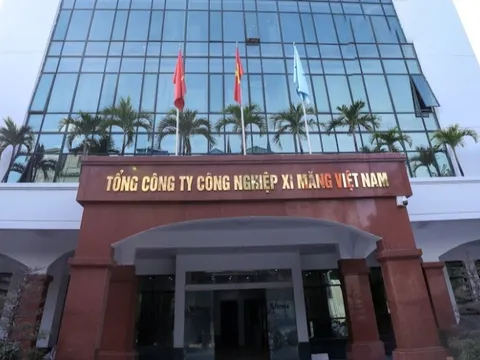 TỔNG CÔNG TY CÔNG NGHIỆP XI MĂNG VIỆT NAM